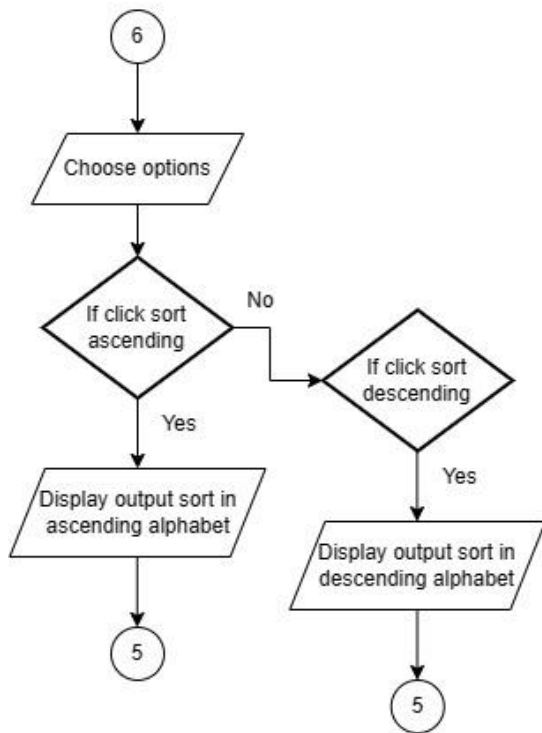 6
Choose options
If click sort
ascending
No
If click sort
descending
Yes
Display output sort in
ascending alphabet
Yes
Display output sort in
descending alphabet
5
5